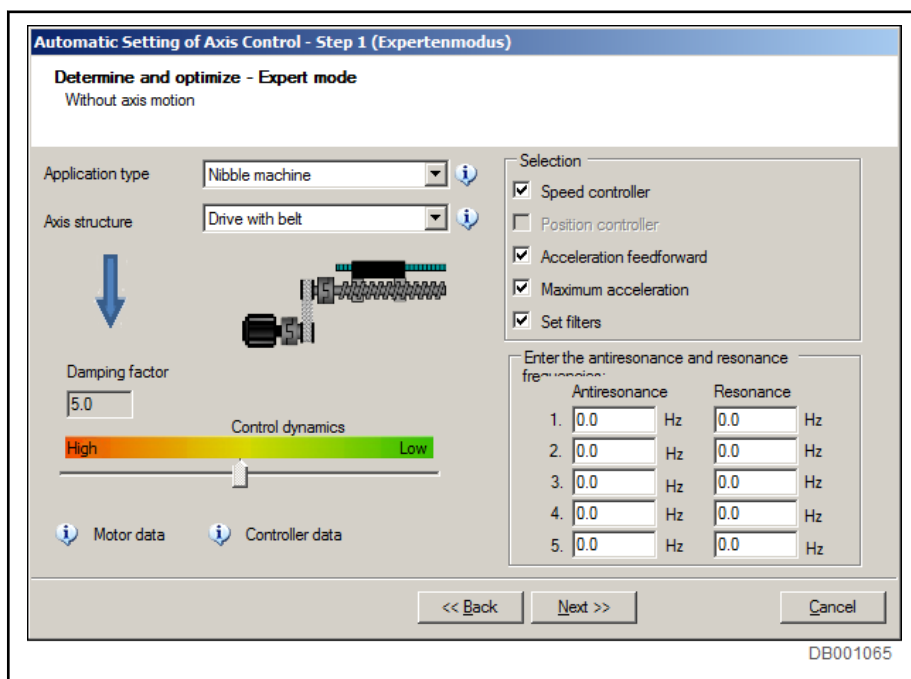 Automatic Setting of Axis Control - Step 1 (Expertenmodus)
Determine and optimize - Expert mode
Without axis motion
Application type
Nibble machine
Axis structure
Drive with belt
Damping factor
5.0
Control dynamics
High
Low
Motor data
Controller data
Selection
Speed controller
Position controller
Acceleration feedforward
Maximum acceleration
Set filters
Enter the antiresonance and resonance
frequencies:
Antiresonance Resonance
1. 0.0 Hz 0.0 Hz
2. 0.0 Hz 0.0 Hz
3. 0.0 Hz 0.0 Hz
4. 0.0 Hz 0.0 Hz
5. 0.0 Hz 0.0 Hz
<< Back
Next >>
Cancel
DB001065